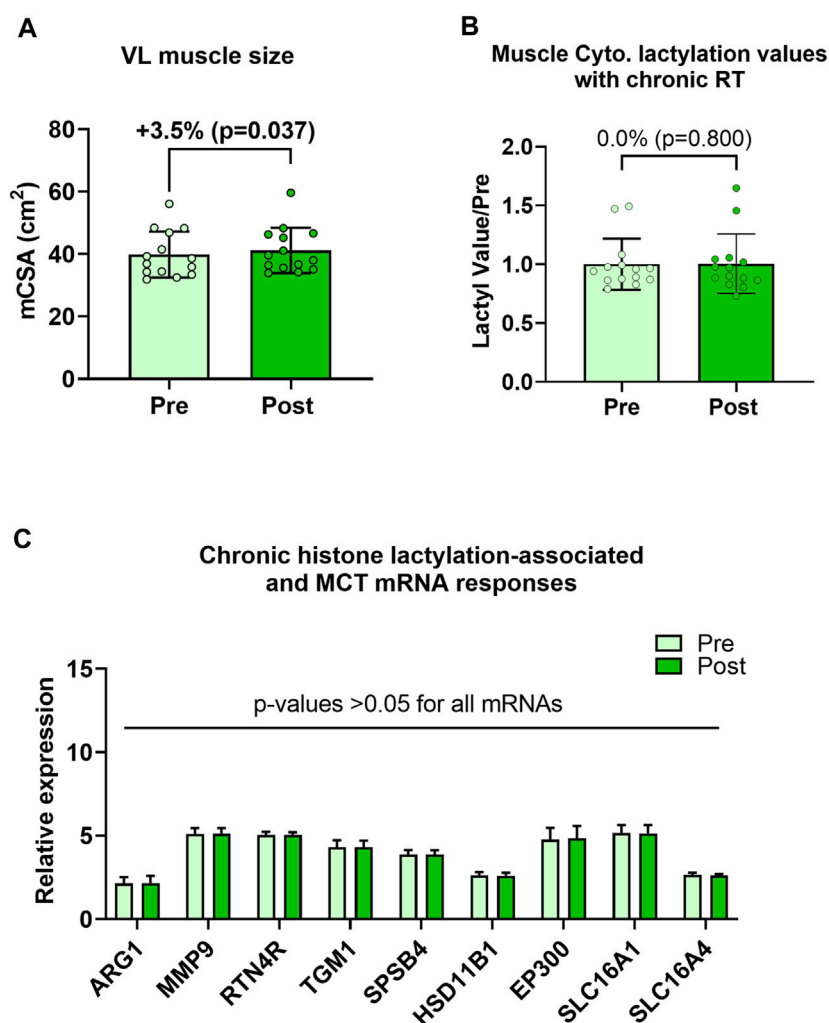 A
VL muscle size
+3.5% (p=0.037)
80
60
40
20
0
mCSA (cm²)
Pre
Post
B
Muscle Cyto. lactylation values
with chronic RT
0.0% (p=0.800)
2.0
1.5
1.0
0.5
0.0
Lactyl Value/Pre
Pre
Post
C
Chronic histone lactylation-associated
and MCT mRNA responses
Pre
Post
p-values >0.05 for all mRNAs
15
10
5
0
Relative expression
ARG1
MMP9
RTN4R
TGM1
SPSB4
HSD11B1
EP300
SLC16A1
SLC16A4